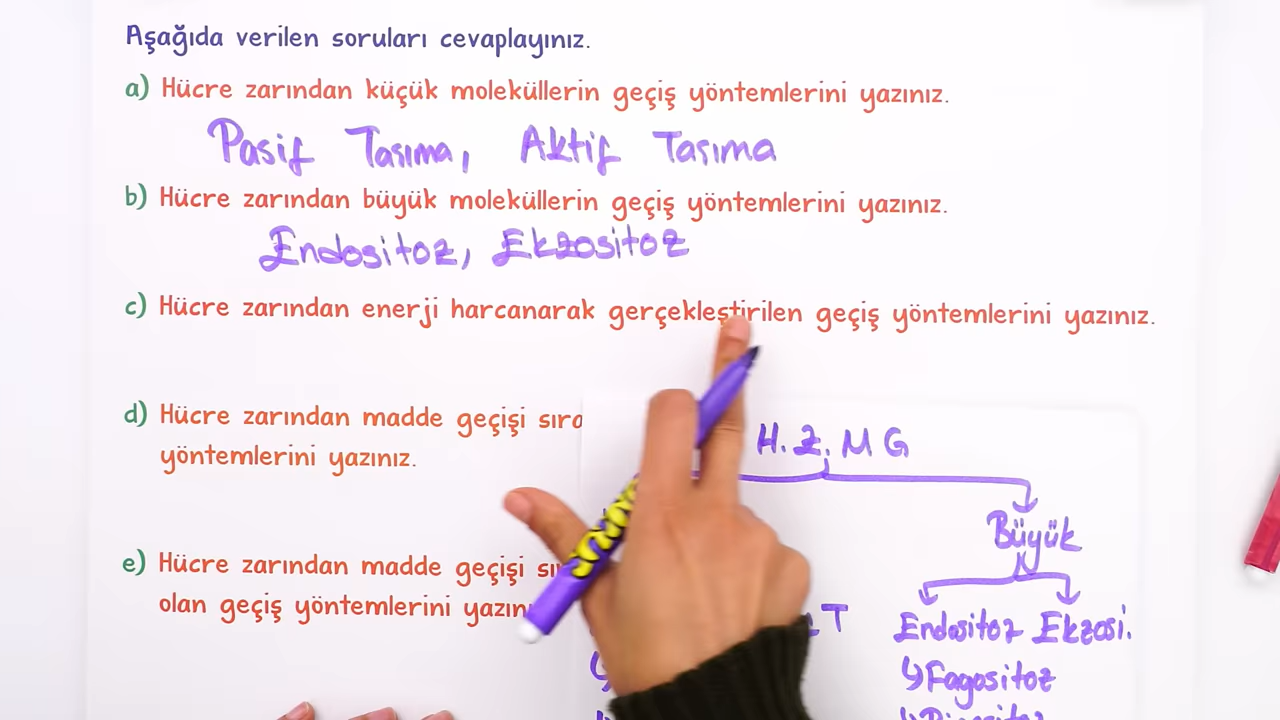 Aşağıda verilen soruları cevaplayınız.
a) Hücre zarından küçük moleküllerin geçiş yöntemlerini yazınız.
Pasif Taşıma, Aktif Taşıma
b) Hücre zarından büyük moleküllerin geçiş yöntemlerini yazınız.
Endositoz, Ekzositoz
c) Hücre zarından enerji harcanarak gerçekleştirilen geçiş yöntemlerini yazınız.
d) Hücre zarından madde geçişi sıra
yöntemlerini yazınız.
e) Hücre zarından madde geçişi sı
olan geçiş yöntemlerini yazın
H.Z.MG
Büyük
T
Endositoz Ekzosi.
↳Fagositoz